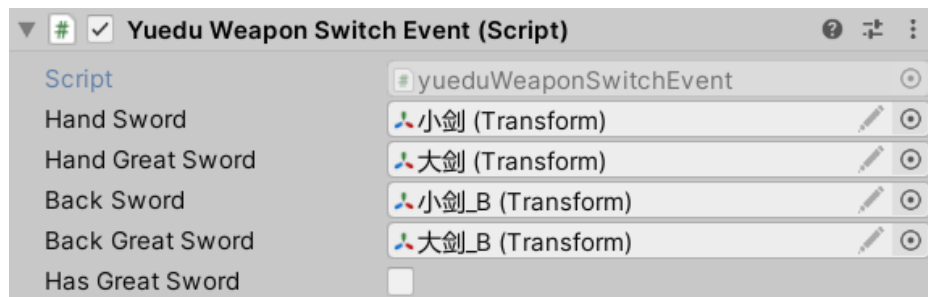 Yuedu Weapon Switch Event (Script)
Script yueduWeaponSwitchEvent
Hand Sword 小剑 (Transform)
Hand Great Sword 大剑 (Transform)
Back Sword 小剑_B (Transform)
Back Great Sword 大剑_B (Transform)
Has Great Sword